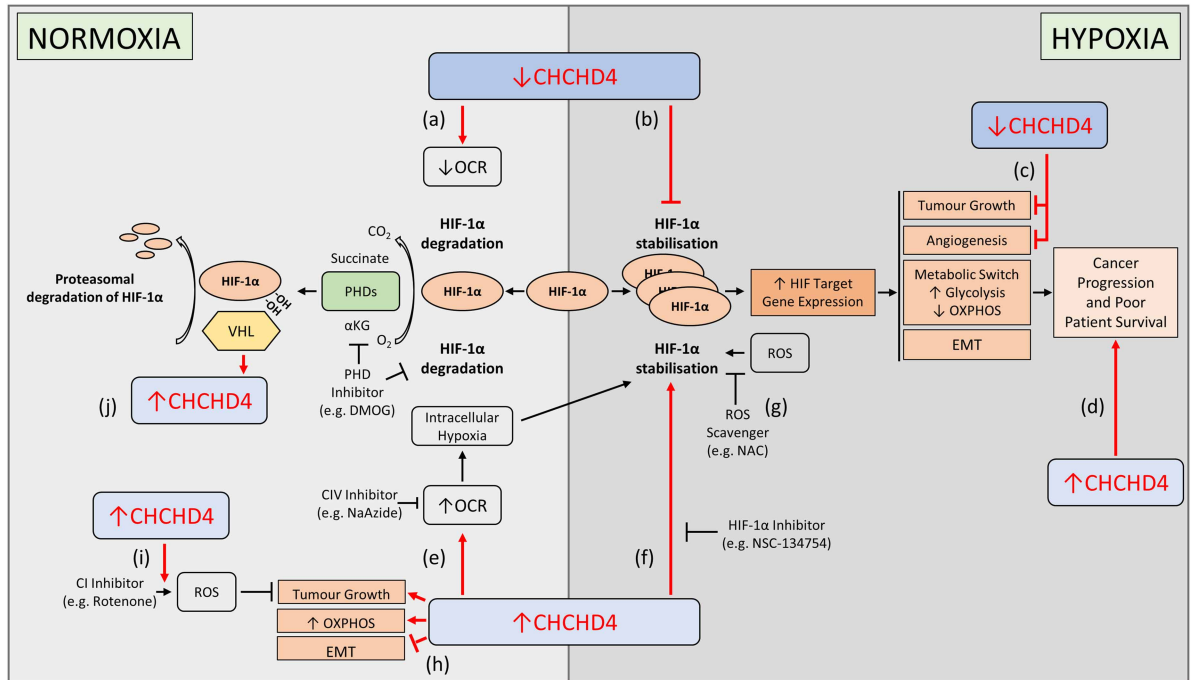 NORMOXIA
HYPOXIA
↓CHCHD4
(a)
(b)
↓OCR
↓CHCHD4
(c)
Tumour Growth
Angiogenesis
Metabolic Switch
↑ Glycolysis
↓ OXPHOS
EMT
Cancer
Progression
and Poor
Patient Survival
(d)
↑CHCHD4
HIF-1α
degradation
HIF-1α
stabilisation
CO2
Succinate
PHDs
αKG
O2
Proteasomal
degradation of HIF-1α
HIF-1α
-OH
-OH
VHL
HIF-1α
HIF-1α
HIF-1
HI
HIF-1α
↑ HIF Target
Gene Expression
HIF-1α
degradation
HIF-1α
stabilisation
ROS
(g)
ROS
Scavenger
(e.g. NAC)
PHD
Inhibitor
(e.g. DMOG)
(j)
↑CHCHD4
Intracellular
Hypoxia
CIV Inhibitor
(e.g. NaAzide)
↑OCR
(e)
(f)
HIF-1α Inhibitor
(e.g. NSC-134754)
↑CHCHD4
(i)
CI Inhibitor
(e.g. Rotenone)
ROS
Tumour Growth
↑ OXPHOS
EMT
(h)
↑CHCHD4